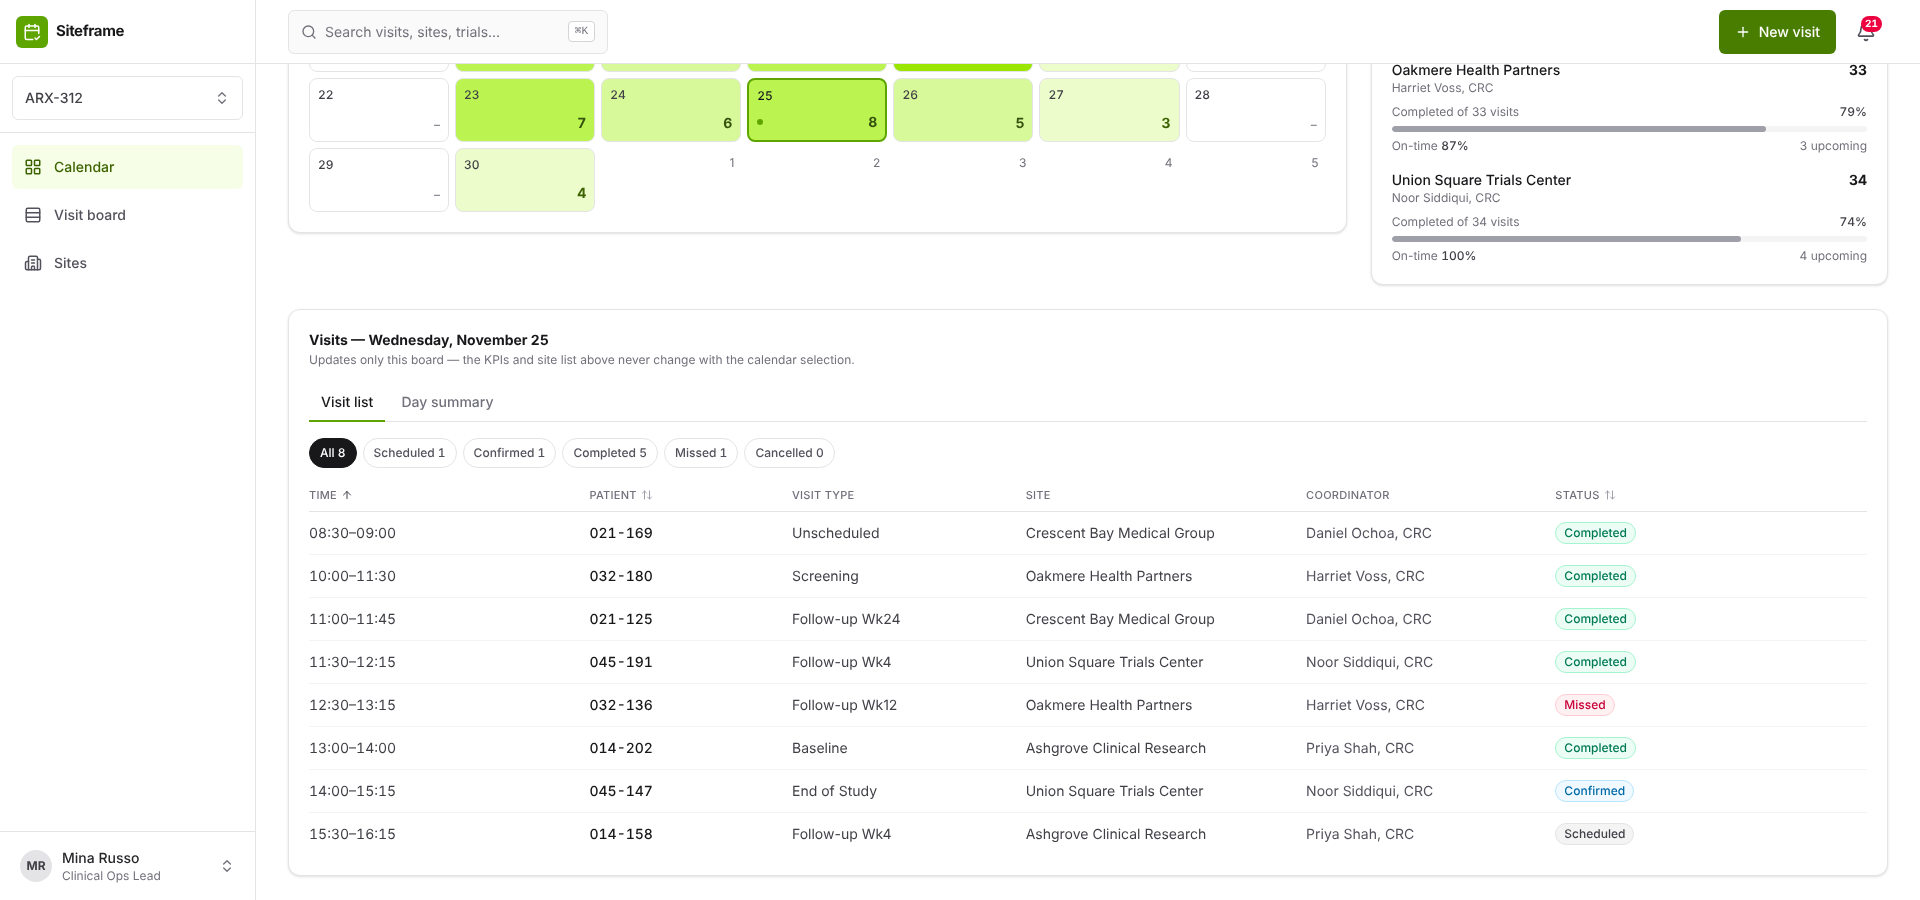 Siteframe
Search visits, sites, trials...
⌘K
New visit
21
ARX-312
Calendar
Visit board
Sites
22
–
23
7
24
6
25
8
26
5
27
3
28
–
29
–
30
4
1
2
3
4
5
Oakmere Health Partners
33
Harriet Voss, CRC
Completed of 33 visits
79%
On-time 87%
3 upcoming
Union Square Trials Center
34
Noor Siddiqui, CRC
Completed of 34 visits
74%
On-time 100%
4 upcoming
Visits — Wednesday, November 25
Updates only this board — the KPIs and site list above never change with the calendar selection.
Visit list
Day summary
All 8
Scheduled 1
Confirmed 1
Completed 5
Missed 1
Cancelled 0
TIME PATIENT VISIT TYPE SITE COORDINATOR STATUS
08:30–09:00 021-169 Unscheduled Crescent Bay Medical Group Daniel Ochoa, CRC Completed
10:00–11:30 032-180 Screening Oakmere Health Partners Harriet Voss, CRC Completed
11:00–11:45 021-125 Follow-up Wk24 Crescent Bay Medical Group Daniel Ochoa, CRC Completed
11:30–12:15 045-191 Follow-up Wk4 Union Square Trials Center Noor Siddiqui, CRC Completed
12:30–13:15 032-136 Follow-up Wk12 Oakmere Health Partners Harriet Voss, CRC Missed
13:00–14:00 014-202 Baseline Ashgrove Clinical Research Priya Shah, CRC Completed
14:00–15:15 045-147 End of Study Union Square Trials Center Noor Siddiqui, CRC Confirmed
15:30–16:15 014-158 Follow-up Wk4 Ashgrove Clinical Research Priya Shah, CRC Scheduled
MR
Mina Russo
Clinical Ops Lead